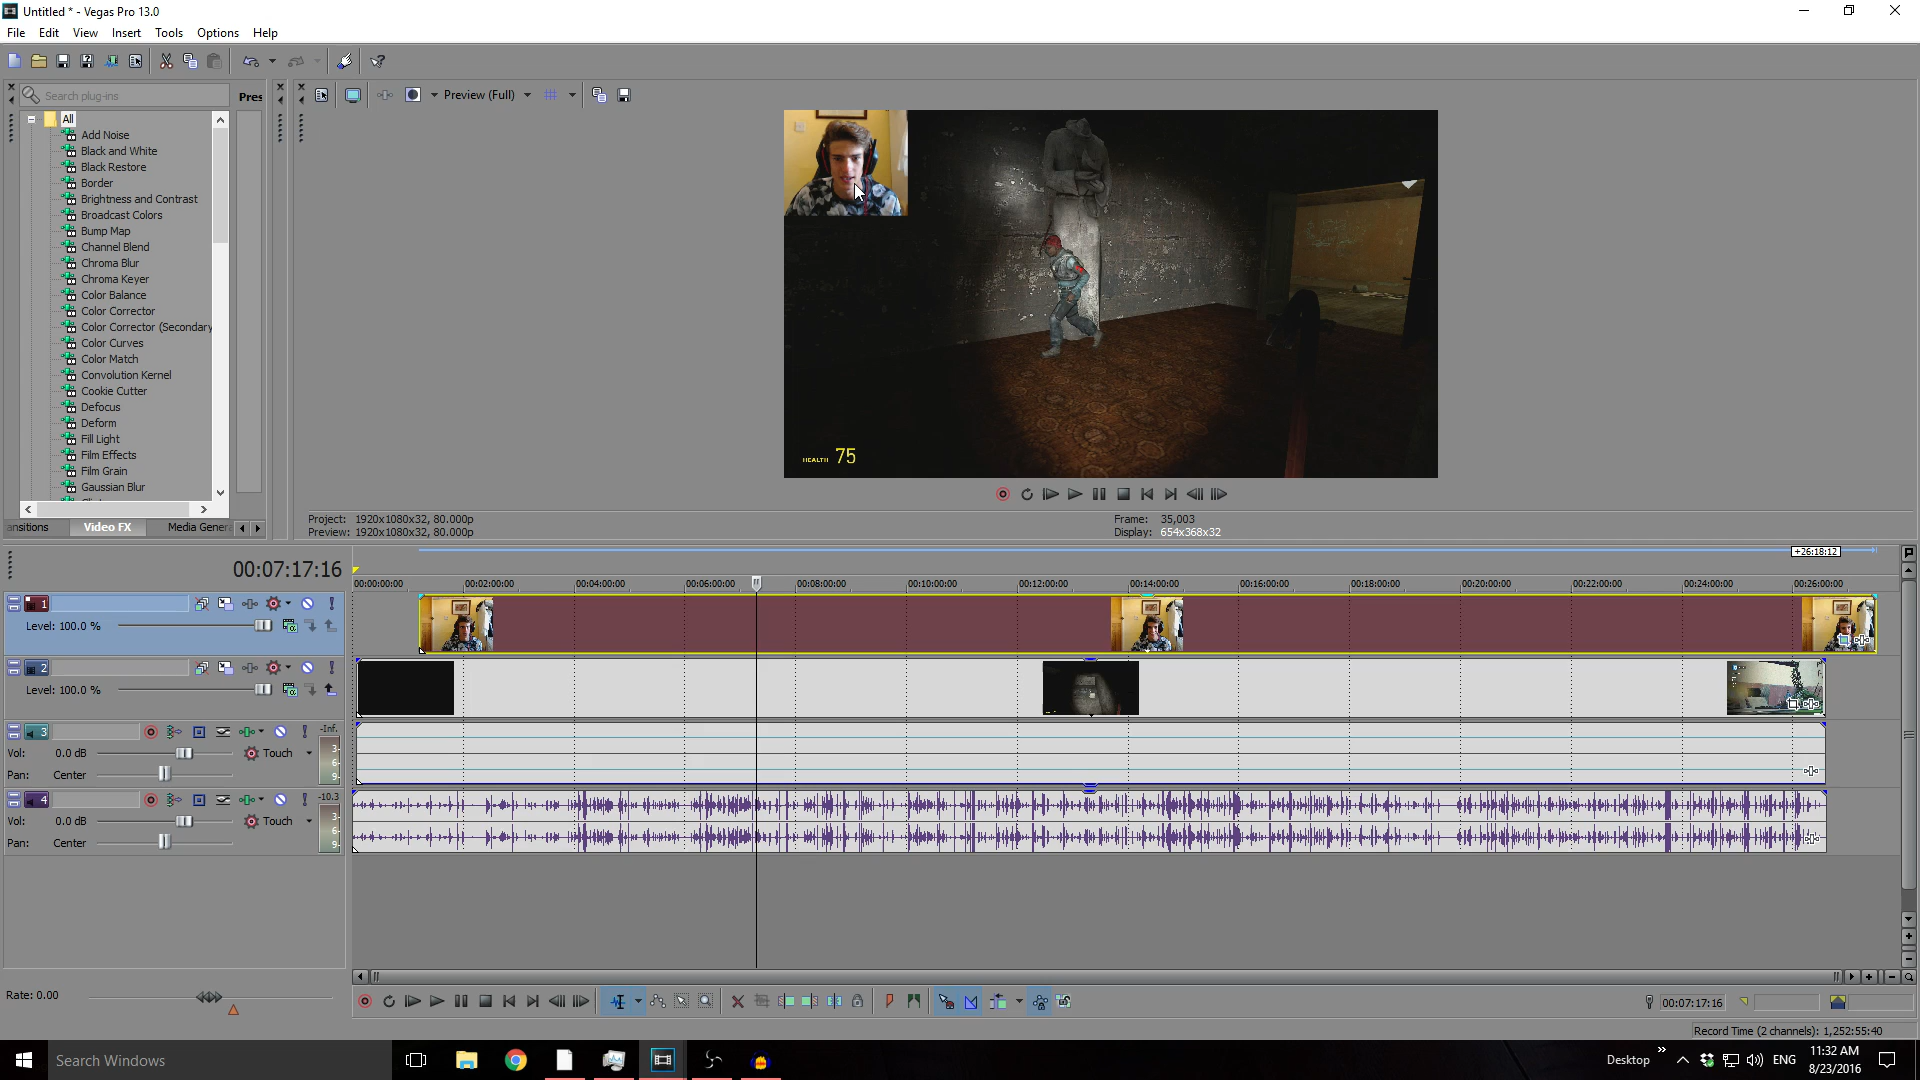 Untitled * - Vegas Pro 13.0
File Edit View Insert Tools Options Help
Search plug-ins
Pres
Preview (Full)
All
Add Noise
Black and White
Black Restore
Border
Brightness and Contrast
Broadcast Colors
Bump Map
Channel Blend
Chroma Blur
Chroma Keyer
Color Balance
Color Corrector
Color Corrector (Secondary
Color Curves
Color Match
Convolution Kernel
Cookie Cutter
Defocus
Deform
Fill Light
Film Effects
Film Grain
Gaussian Blur
HEALTH 75
ansitions Video FX Media Gener
Project: 1920x1080x32, 80.000p
Preview: 1920x1080x32, 80.000p
Frame: 35,003
Display: 654x368x32
+26:18:12
00:07:17:16
00:00:00:00 00:02:00:00 00:04:00:00 00:06:00:00 00:08:00:00 00:10:00:00 00:12:00:00 00:14:00:00 00:16:00:00 00:18:00:00 00:20:00:00 00:22:00:00 00:24:00:00 00:26:00:00
1
Level: 100.0 %
2
Level: 100.0 %
3 -Inf.
Vol: 0.0 dB Touch 3-
6-
Pan: Center 9-
4 -10.3
Vol: 0.0 dB Touch 3-
6-
Pan: Center 9-
Rate: 0.00
00:07:17:16
Record Time (2 channels): 1,252:55:40
Search Windows
Desktop » ENG 11:32 AM
8/23/2016